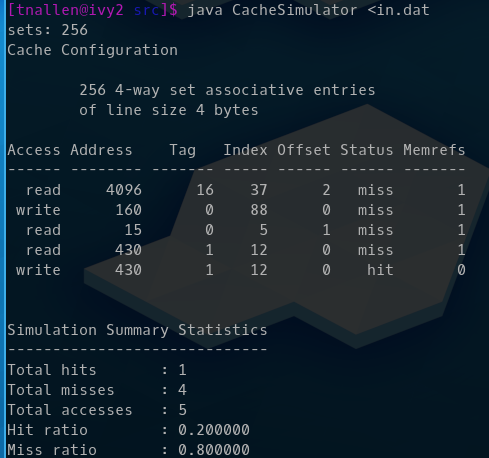 [tnallen@ivy2 src]$ java CacheSimulator <in.dat
sets: 256
Cache Configuration
256 4-way set associative entries
of line size 4 bytes
Access Address Tag Index Offset Status Memrefs
------ -------- ------- ----- ------ ------ -------
read 4096 16 37 2 miss 1
write 160 0 88 0 miss 1
read 15 0 5 1 miss 1
read 430 1 12 0 miss 1
write 430 1 12 0 hit 0
Simulation Summary Statistics
-----------------------------
Total hits : 1
Total misses : 4
Total accesses : 5
Hit ratio : 0.200000
Miss ratio : 0.800000